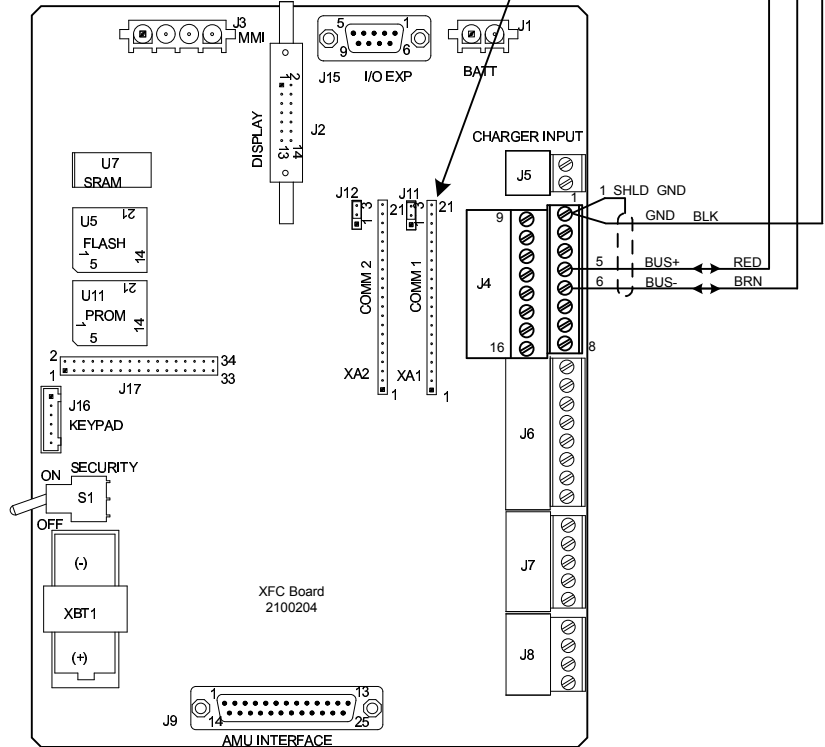 J3
MMI
5 1
9 6
J15 I/O EXP
J1
BATT
DISPLAY
1 2
13 14
J2
CHARGER INPUT
J5
U7
SRAM
U5
21
FLASH
1 5 14
U11
21
PROM
1 5 14
J12
3
1
21
COMM 2
XA2
1
J11
3
1
21
COMM 1
XA1
1
1 1 SHLD GND
GND BLK
9
J4
5 BUS+ RED
6 BUS- BRN
16 8
2 34
1 33
J17
J16
KEYPAD
J6
SECURITY
ON
S1
OFF
(-)
XBT1
(+)
XFC Board
2100204
J7
J8
J9
1 13
14 25
AMU INTERFACE